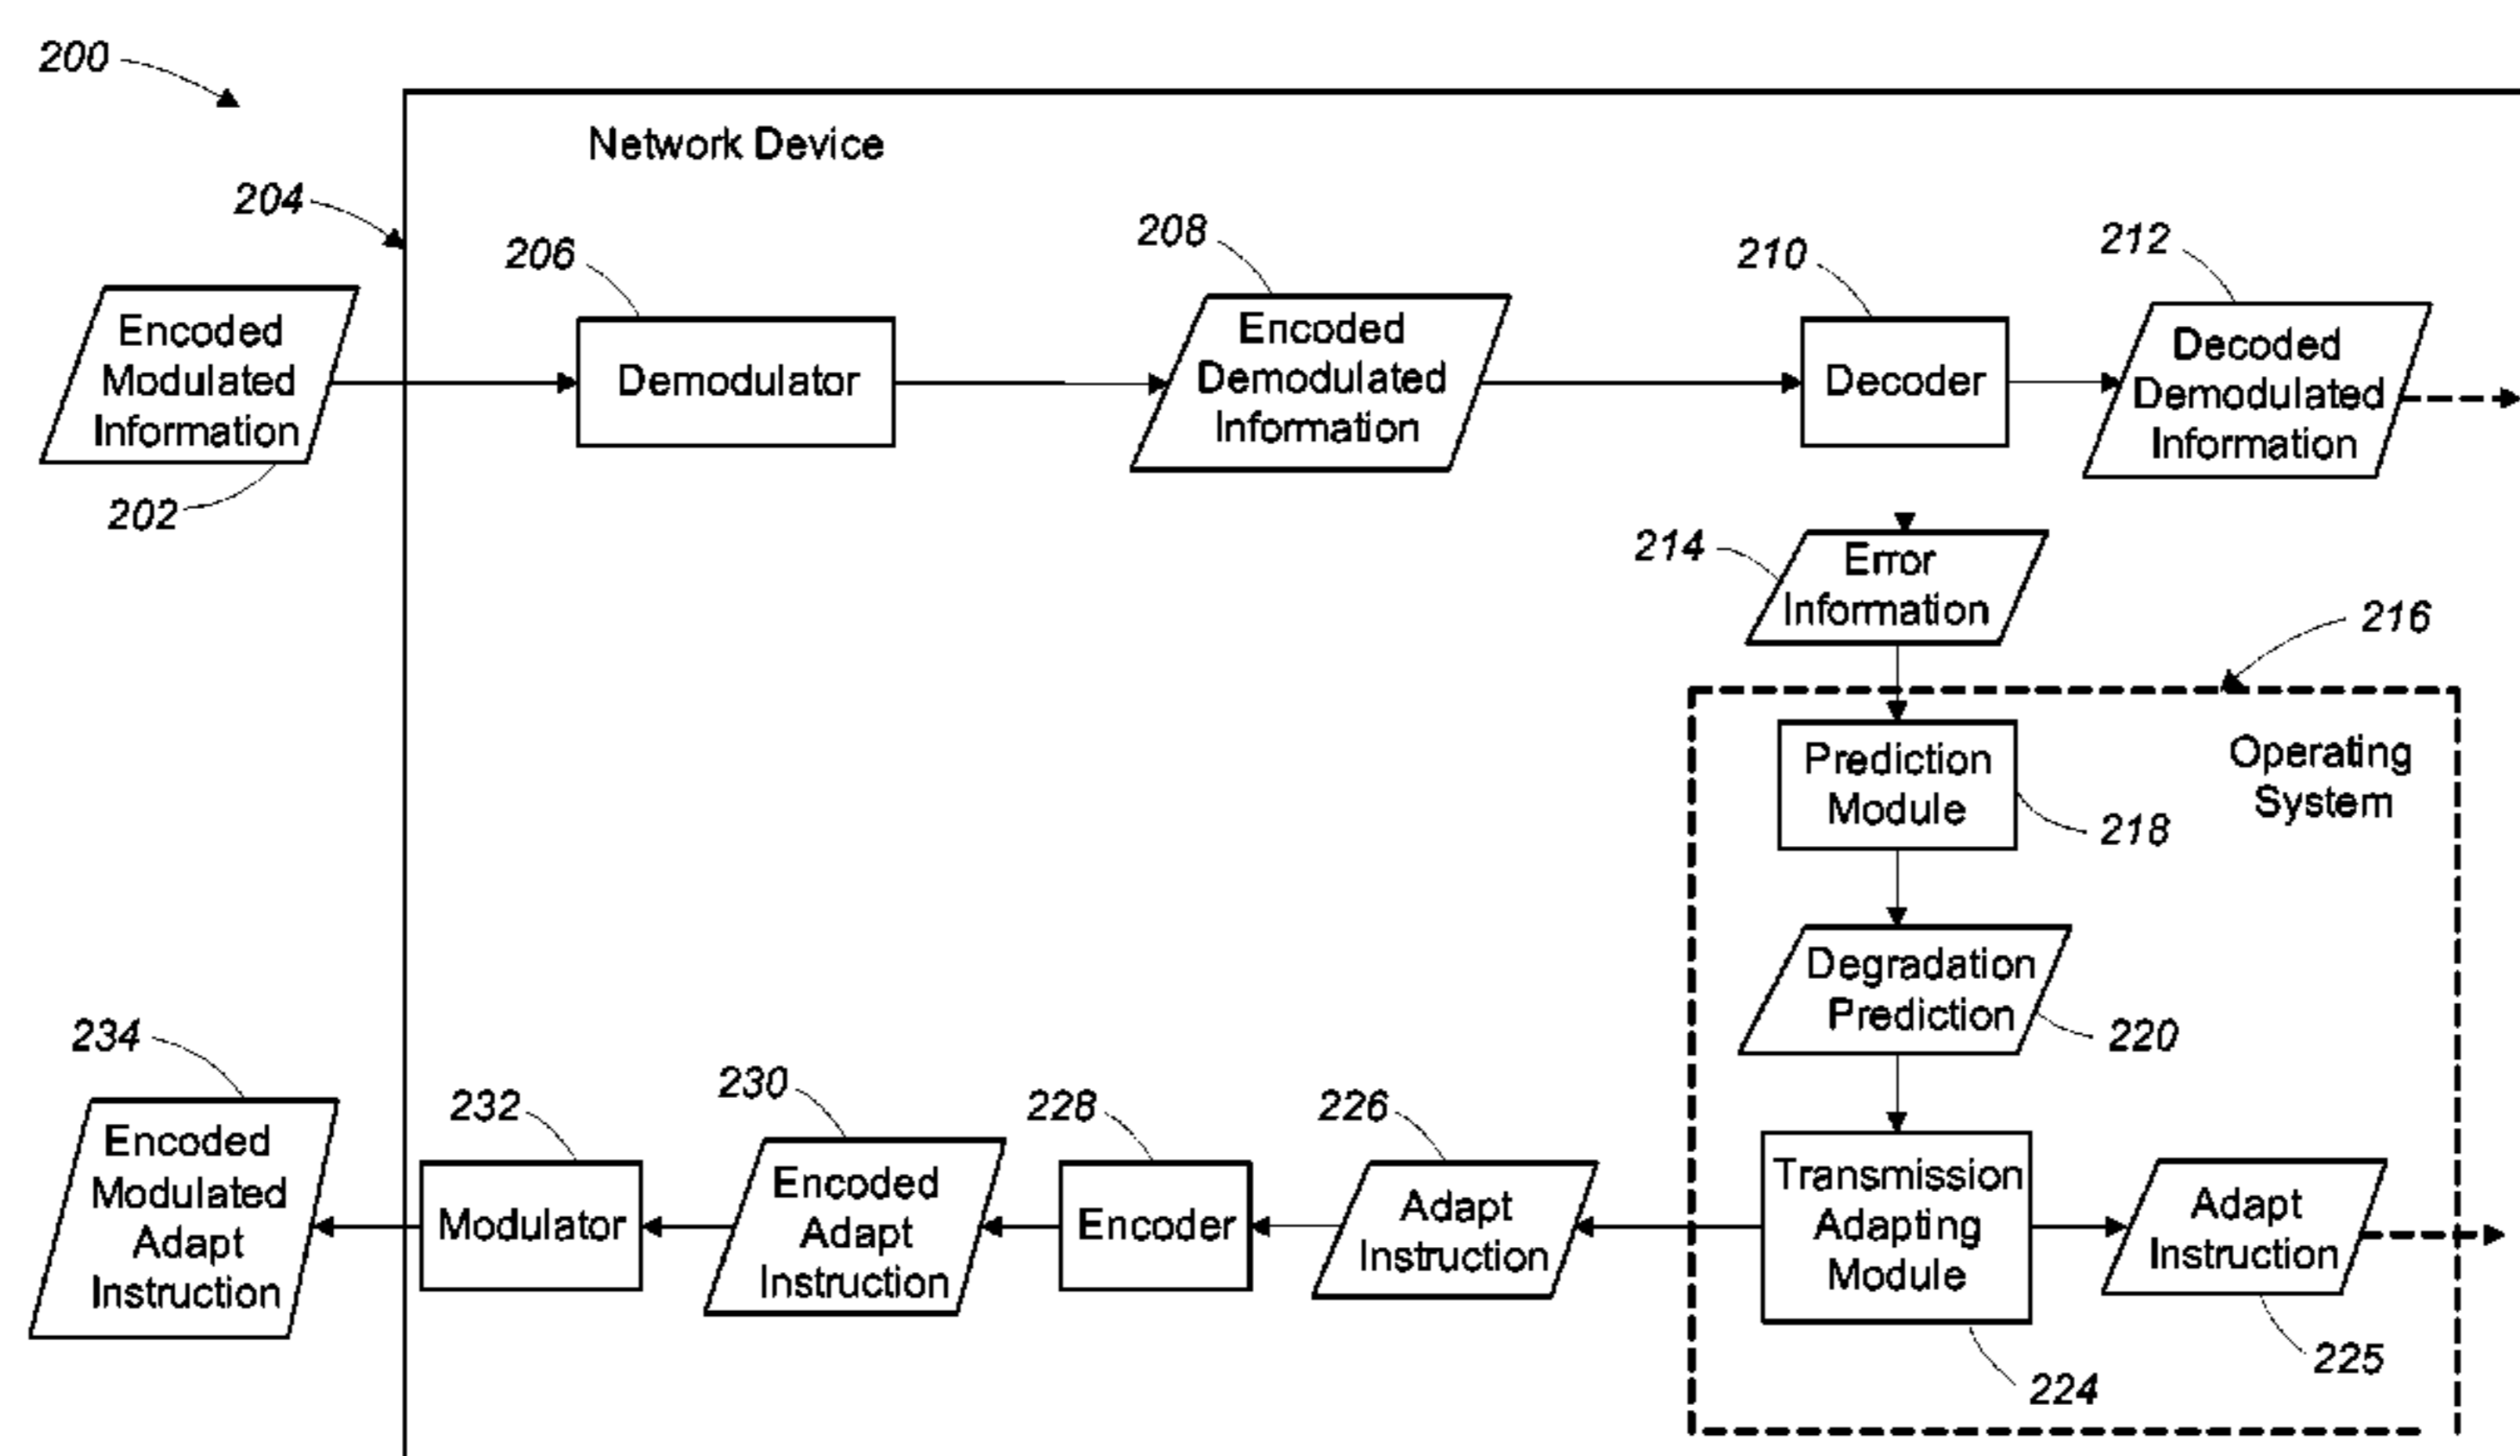 200
Network Device
204
206
208
210
212
Encoded
Modulated
Information
202
Demodulator
Encoded
Demodulated
Information
Decoder
Decoded
Demodulated
Information
214
Error
Information
216
Operating
System
Prediction
Module
218
Degradation
Prediction
220
234
Encoded
Modulated
Adapt
Instruction
232
Modulator
230
Encoded
Adapt
Instruction
228
Encoder
226
Adapt
Instruction
Transmission
Adapting
Module
224
Adapt
Instruction
225